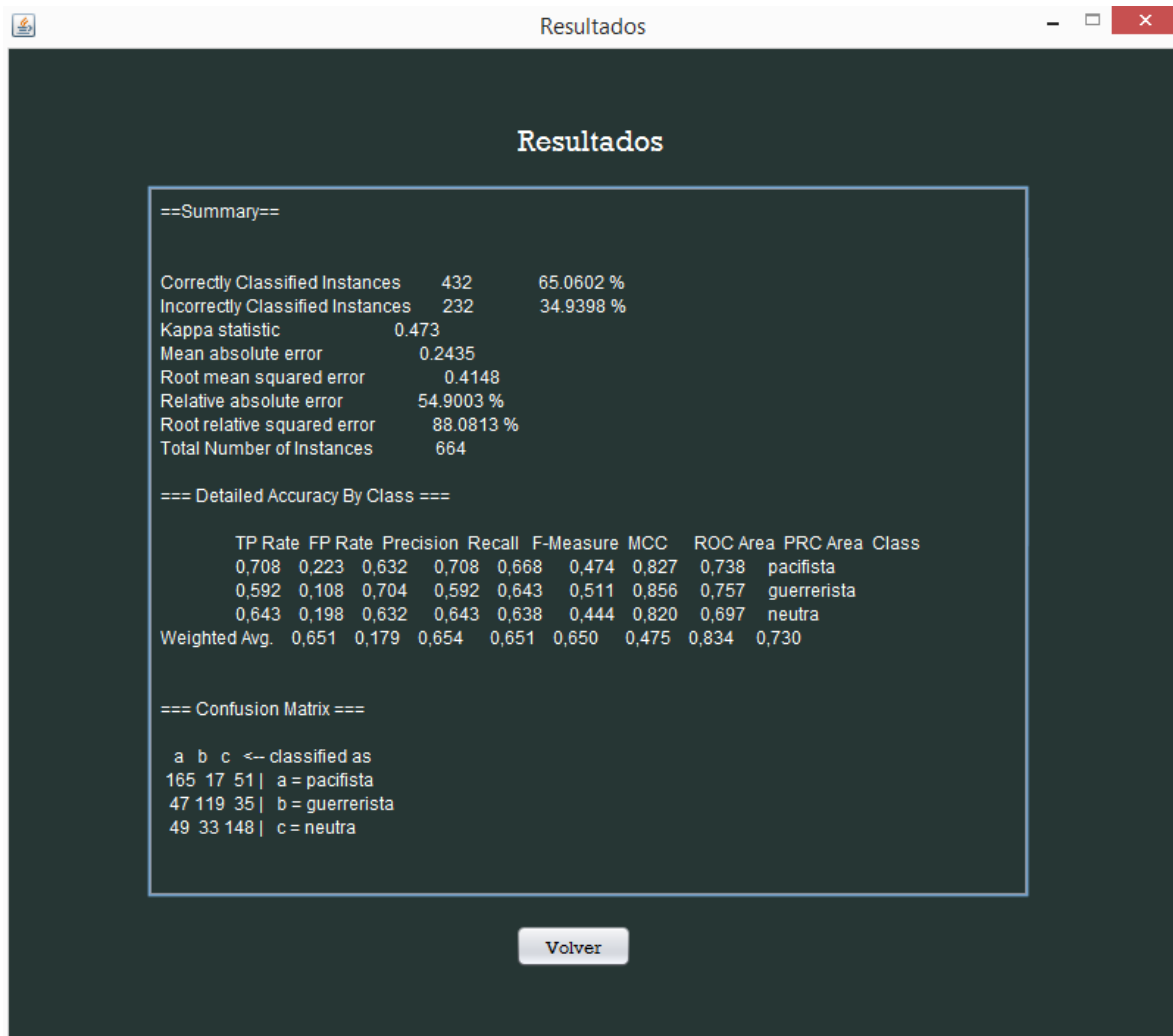 Resultados
Resultados
==Summary==
Correctly Classified Instances 432 65.0602 %
Incorrectly Classified Instances 232 34.9398 %
Kappa statistic 0.473
Mean absolute error 0.2435
Root mean squared error 0.4148
Relative absolute error 54.9003 %
Root relative squared error 88.0813 %
Total Number of Instances 664
=== Detailed Accuracy By Class ===
TP Rate FP Rate Precision Recall F-Measure MCC ROC Area PRC Area Class
0,708 0,223 0,632 0,708 0,668 0,474 0,827 0,738 pacifista
0,592 0,108 0,704 0,592 0,643 0,511 0,856 0,757 guerrerista
0,643 0,198 0,632 0,643 0,638 0,444 0,820 0,697 neutra
Weighted Avg. 0,651 0,179 0,654 0,651 0,650 0,475 0,834 0,730
=== Confusion Matrix ===
a b c <-- classified as
165 17 51 | a = pacifista
47 119 35 | b = guerrerista
49 33 148 | c = neutra
Volver